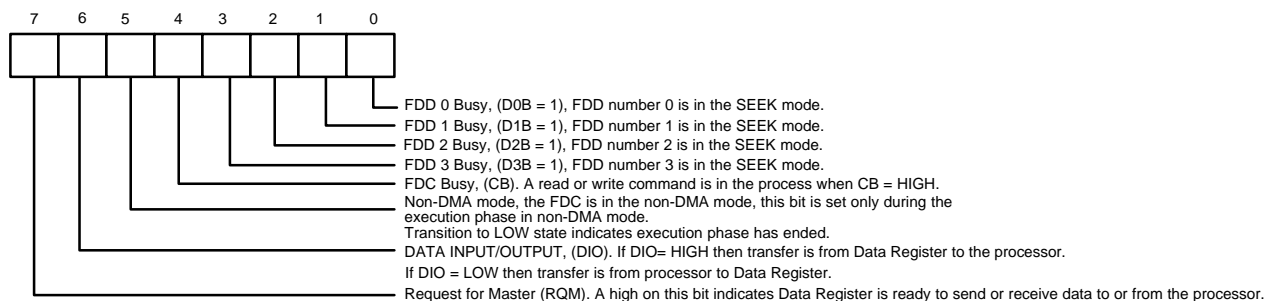 7 6 5 4 3 2 1 0
FDD 0 Busy, (D0B = 1), FDD number 0 is in the SEEK mode.
FDD 1 Busy, (D1B = 1), FDD number 1 is in the SEEK mode.
FDD 2 Busy, (D2B = 1), FDD number 2 is in the SEEK mode.
FDD 3 Busy, (D3B = 1), FDD number 3 is in the SEEK mode.
FDC Busy, (CB). A read or write command is in the process when CB = HIGH.
Non-DMA mode, the FDC is in the non-DMA mode, this bit is set only during the
execution phase in non-DMA mode.
Transition to LOW state indicates execution phase has ended.
DATA INPUT/OUTPUT, (DIO). If DIO= HIGH then transfer is from Data Register to the processor.
If DIO = LOW then transfer is from processor to Data Register.
Request for Master (RQM). A high on this bit indicates Data Register is ready to send or receive data to or from the processor.